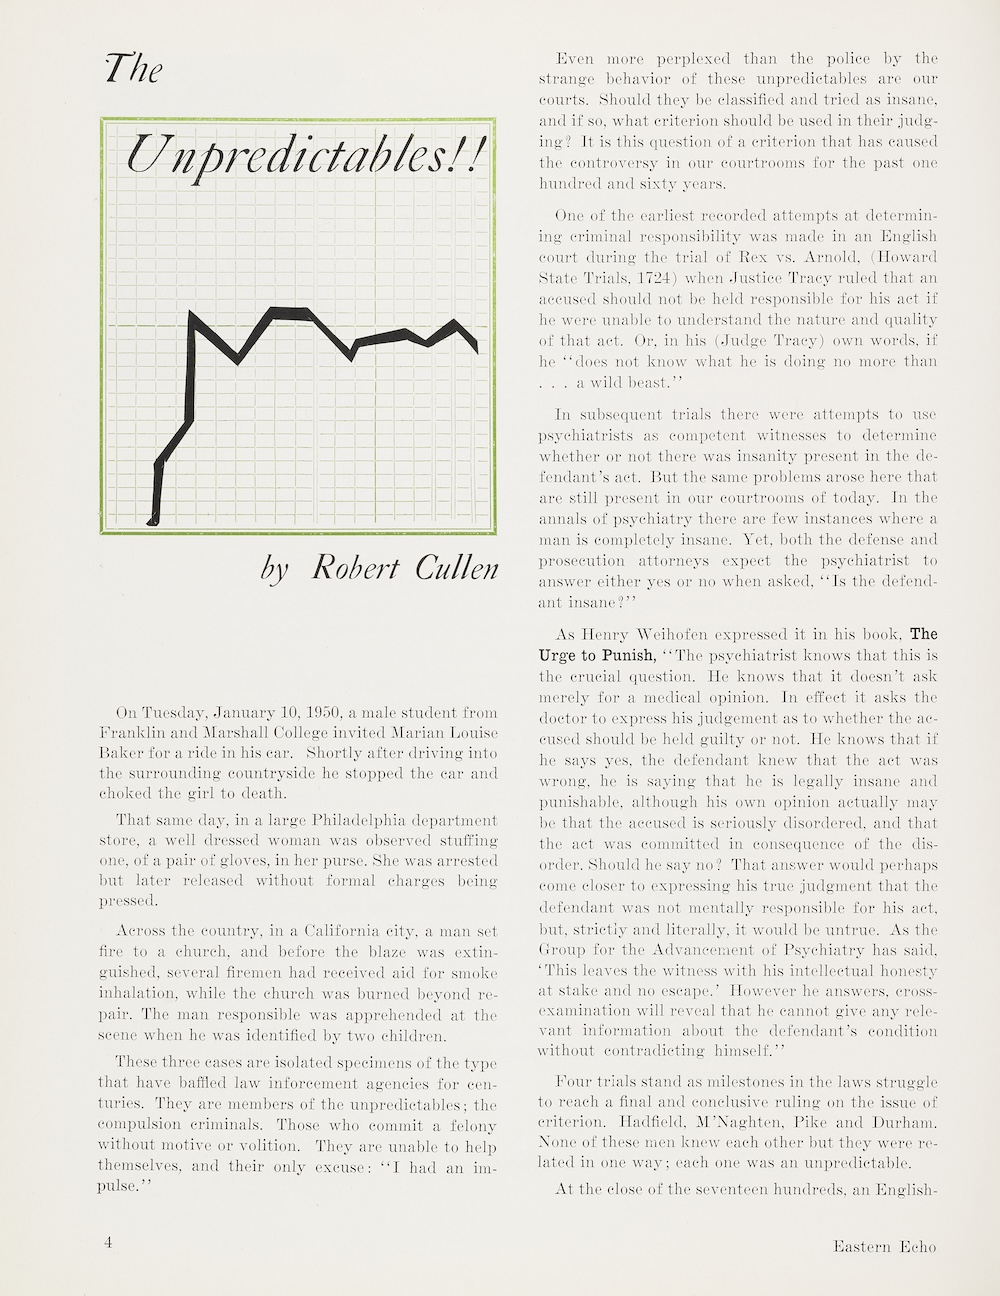 The
Unpredictables!!
by Robert Cullen
On Tuesday, January 10, 1950, a male student from
Franklin and Marshall College invited Marian Louise
Baker for a ride in his car. Shortly after driving into
the surrounding countryside he stopped the car and
choked the girl to death.
That same day, in a large Philadelphia department
store, a well dressed woman was observed stuffing
one, of a pair of gloves, in her purse. She was arrested
but later released without formal charges being
pressed.
Across the country, in a California city, a man set
fire to a church, and before the blaze was extin-
guished, several firemen had received aid for smoke
inhalation, while the church was burned beyond re-
pair. The man responsible was apprehended at the
scene when he was identified by two children.
These three cases are isolated specimens of the type
that have baffled law inforcement agencies for cen-
turies. They are members of the unpredictables; the
compulsion criminals. Those who commit a felony
without motive or volition. They are unable to help
themselves, and their only excuse: "I had an im-
pulse."
Even more perplexed than the police by the
strange behavior of these unpredictables are our
courts. Should they be classified and tried as insane,
and if so, what criterion should be used in their judg-
ing? It is this question of a criterion that has caused
the controversy in our courtrooms for the past one
hundred and sixty years.
One of the earliest recorded attempts at determin-
ing criminal responsibility was made in an English
court during the trial of Rex vs. Arnold, (Howard
State Trials, 1724) when Justice Tracy ruled that an
accused should not be held responsible for his act if
he were unable to understand the nature and quality
of that act. Or, in his (Judge Tracy) own words, if
he "does not know what he is doing no more than
. . . a wild beast."
In subsequent trials there were attempts to use
psychiatrists as competent witnesses to determine
whether or not there was insanity present in the de-
fendant's act. But the same problems arose here that
are still present in our courtrooms of today. In the
annals of psychiatry there are few instances where a
man is completely insane. Yet, both the defense and
prosecution attorneys expect the psychiatrist to
answer either yes or no when asked, "Is the defend-
ant insane?"
As Henry Weihofen expressed it in his book, The
Urge to Punish, "The psychiatrist knows that this is
the crucial question. He knows that it doesn't ask
merely for a medical opinion. In effect it asks the
doctor to express his judgement as to whether the ac-
cused should be held guilty or not. He knows that if
he says yes, the defendant knew that the act was
wrong, he is saying that he is legally insane and
punishable, although his own opinion actually may
be that the accused is seriously disordered, and that
the act was committed in consequence of the dis-
order. Should he say no? That answer would perhaps
come closer to expressing his true judgment that the
defendant was not mentally responsible for his act,
but, strictly and literally, it would be untrue. As the
Group for the Advancement of Psychiatry has said,
'This leaves the witness with his intellectual honesty
at stake and no escape.' However he answers, cross-
examination will reveal that he cannot give any rele-
vant information about the defendant's condition
without contradicting himself."
Four trials stand as milestones in the laws struggle
to reach a final and conclusive ruling on the issue of
criterion. Hadfield, M'Naghten, Pike and Durham.
None of these men knew each other but they were re-
lated in one way; each one was an unpredictable.
At the close of the seventeen hundreds, an English-
4
Eastern Echo